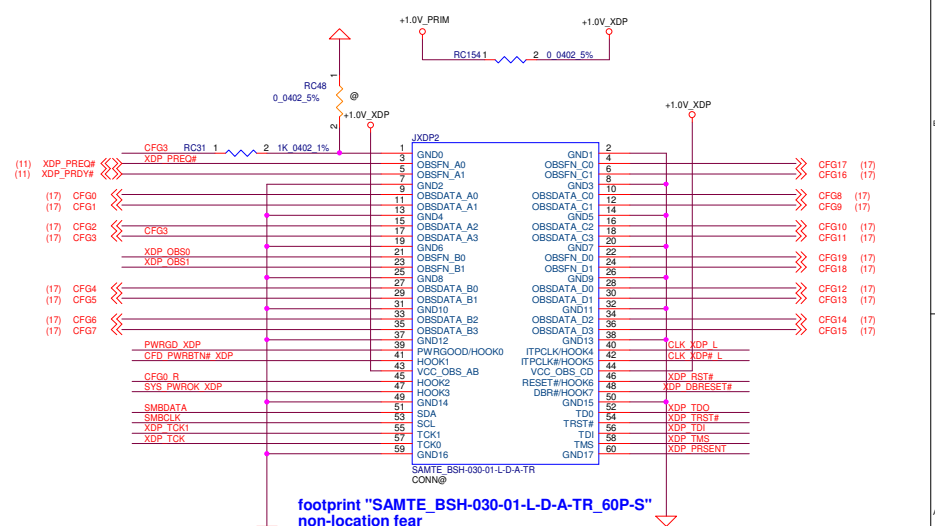 +1.0V_PRIM +1.0V_XDP
RC154 1 2 0_0402_5%
1
RC48
0_0402_5% @
2
+1.0V_XDP +1.0V_XDP
JXDP2
CFG3 RC31 1 2 1K_0402_1% 1 GND0 GND1 2
(11) XDP_PREQ# XDP_PREQ# 3 OBSFN_A0 OBSFN_C0 4 CFG17 (17)
(11) XDP_PRDY# 5 OBSFN_A1 OBSFN_C1 6 CFG16 (17)
7 GND2 GND3 8
(17) CFG0 9 OBSDATA_A0 OBSDATA_C0 10 CFG8 (17)
(17) CFG1 11 OBSDATA_A1 OBSDATA_C1 12 CFG9 (17)
13 GND4 GND5 14
(17) CFG2 15 OBSDATA_A2 OBSDATA_C2 16 CFG10 (17)
(17) CFG3 CFG3 17 OBSDATA_A3 OBSDATA_C3 18 CFG11 (17)
19 GND6 GND7 20
XDP_OBS0 21 OBSFN_B0 OBSFN_D0 22 CFG19 (17)
XDP_OBS1 23 OBSFN_B1 OBSFN_D1 24 CFG18 (17)
25 GND8 GND9 26
(17) CFG4 27 OBSDATA_B0 OBSDATA_D0 28 CFG12 (17)
(17) CFG5 29 OBSDATA_B1 OBSDATA_D1 30 CFG13 (17)
31 GND10 GND11 32
(17) CFG6 33 OBSDATA_B2 OBSDATA_D2 34 CFG14 (17)
(17) CFG7 35 OBSDATA_B3 OBSDATA_D3 36 CFG15 (17)
37 GND12 GND13 38
PWRGD_XDP 39 PWRGOOD/HOOK0 ITPCLK/HOOK4 40 CLK_XDP_L
CFD_PWRBTN#_XDP 41 HOOK1 ITPCLK#/HOOK5 42 CLK_XDP#_L
43 VCC_OBS_AB VCC_OBS_CD 44
CFG0_R 45 HOOK2 RESET#/HOOK6 46 XDP_RST#
SYS_PWROK_XDP 47 HOOK3 DBR#/HOOK7 48 XDP_DBRESET#
49 GND14 GND15 50
SMBDATA 51 SDA TD0 52 XDP_TDO
SMBCLK 53 SCL TRST# 54 XDP_TRST#
XDP_TCK1 55 TCK1 TDI 56 XDP_TDI
XDP_TCK 57 TCK0 TMS 58 XDP_TMS
59 GND16 GND17 60 XDP_PRSENT
SAMTE_BSH-030-01-L-D-A-TR
CONN@
footprint "SAMTE_BSH-030-01-L-D-A-TR_60P-S"
non-location fear